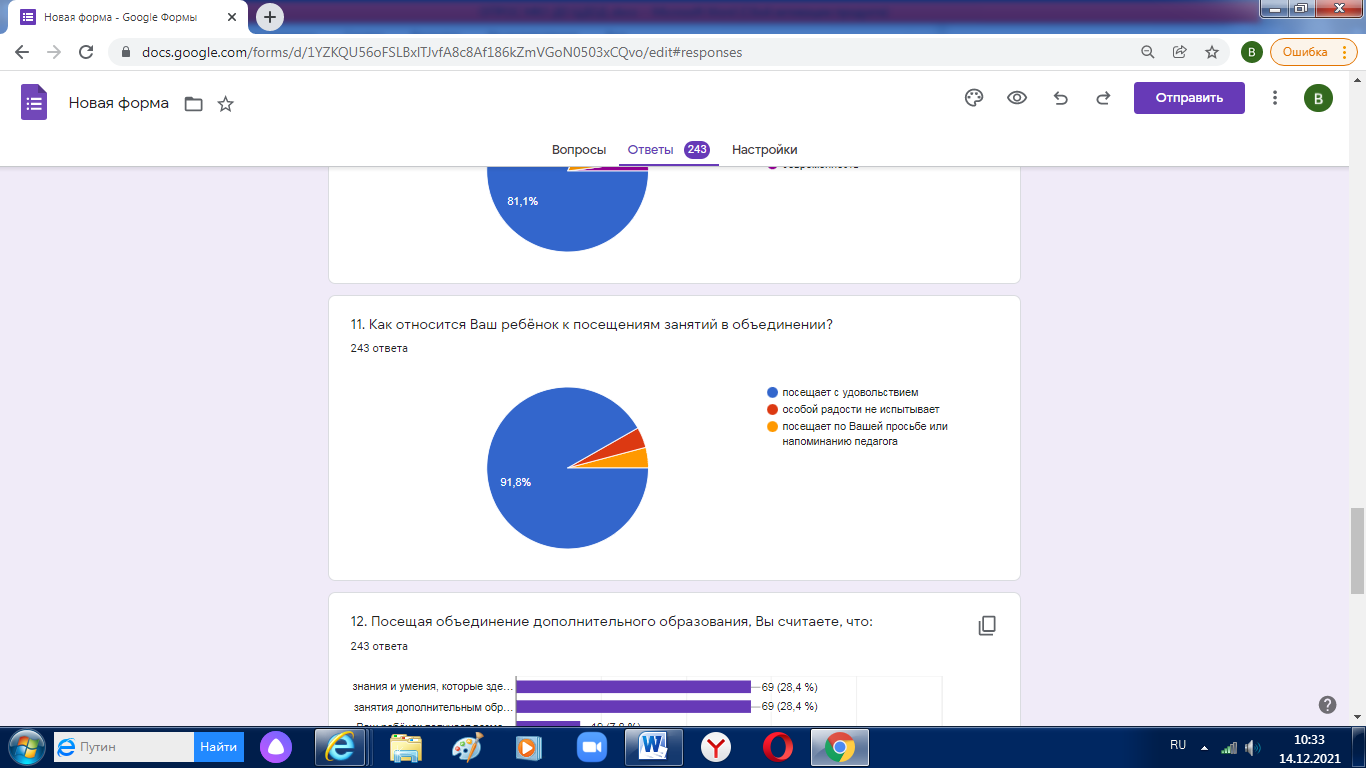 Новая форма - Google Формы
docs.google.com/forms/d/1YZKQU56oFSLBxITJvfA8c8Af186kZmVGoN0503xCQvo/edit#responses
В
Ошибка
Новая форма
Отправить
В
Вопросы
Ответы 243
Настройки
81,1%
11. Как относится Ваш ребёнок к посещениям занятий в объединении?
243 ответа
91,8%
посещает с удовольствием
особой радости не испытывает
посещает по Вашей просьбе или
напоминанию педагога
12. Посещая объединение дополнительного образования, Вы считаете, что:
243 ответа
знания и умения, которые зде...
69 (28,4 %)
занятия дополнительным обр...
69 (28,4 %)
Путин
Найти
RU
10:33
14.12.2021